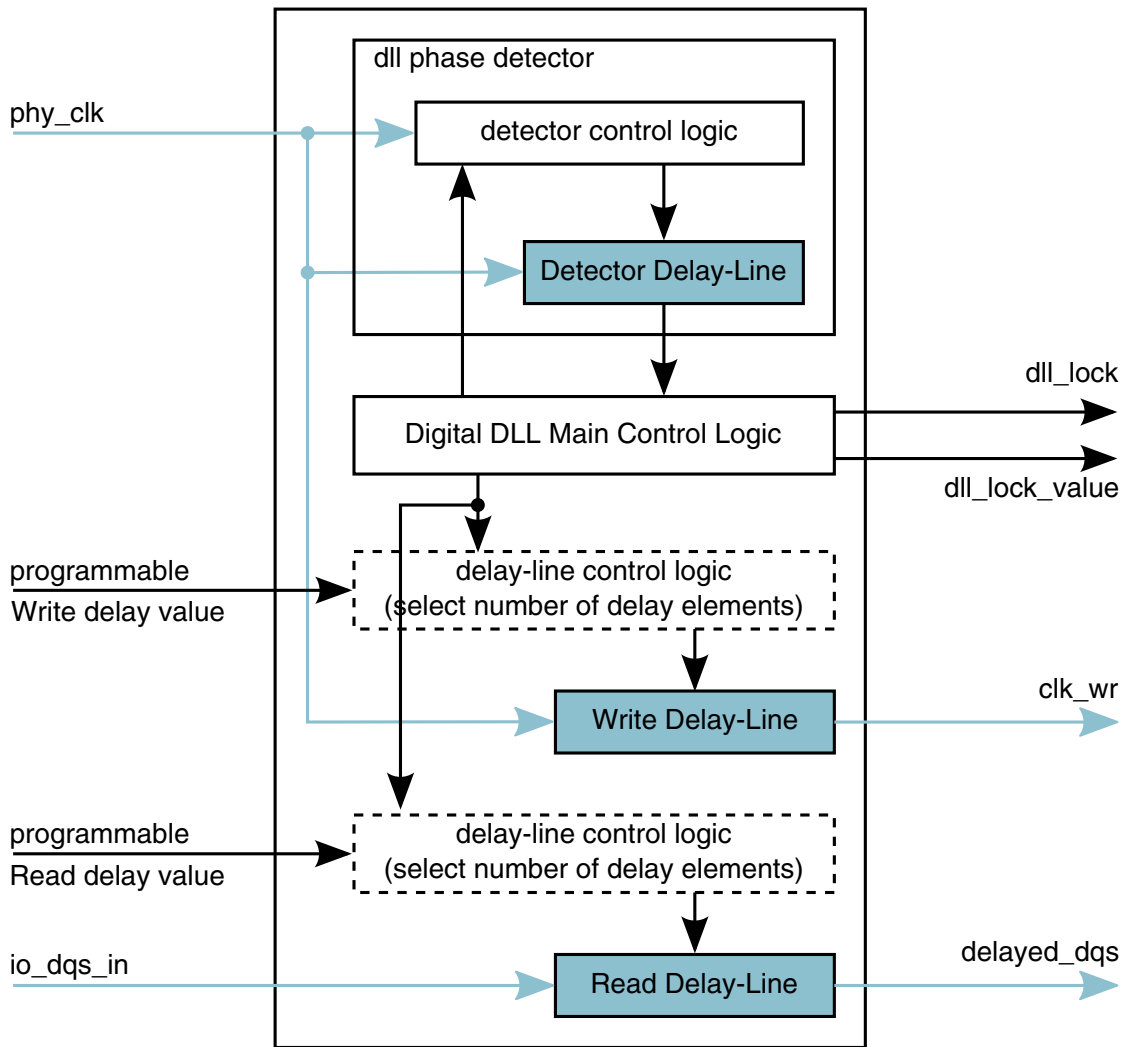 dll phase detector
phy_clk
detector control logic
Detector Delay-Line
dll_lock
Digital DLL Main Control Logic
dll_lock_value
programmable
Write delay value
delay-line control logic
(select number of delay elements)
clk_wr
Write Delay-Line
programmable
Read delay value
delay-line control logic
(select number of delay elements)
io_dqs_in
delayed_dqs
Read Delay-Line